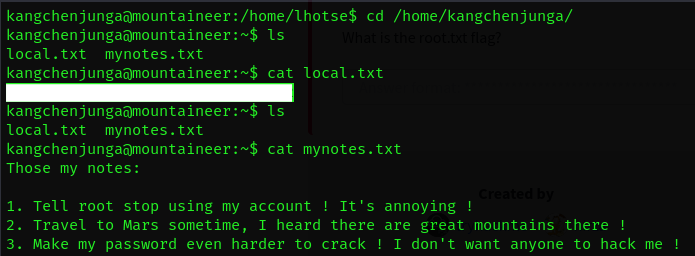 kangchenjunga@mountaineer:/home/lhotse$ cd /home/kangchenjunga/
kangchenjunga@mountaineer:~$ ls
What is the root.txt flag?
local.txt  mynotes.txt
kangchenjunga@mountaineer:~$ cat local.txt
kangchenjunga@mountaineer:~$ ls
local.txt  mynotes.txt
kangchenjunga@mountaineer:~$ cat mynotes.txt
Those my notes:
Created by
1. Tell root stop using my account ! It's annoying !
2. Travel to Mars sometime, I heard there are great mountains there !
3. Make my password even harder to crack ! I don't want anyone to hack me !